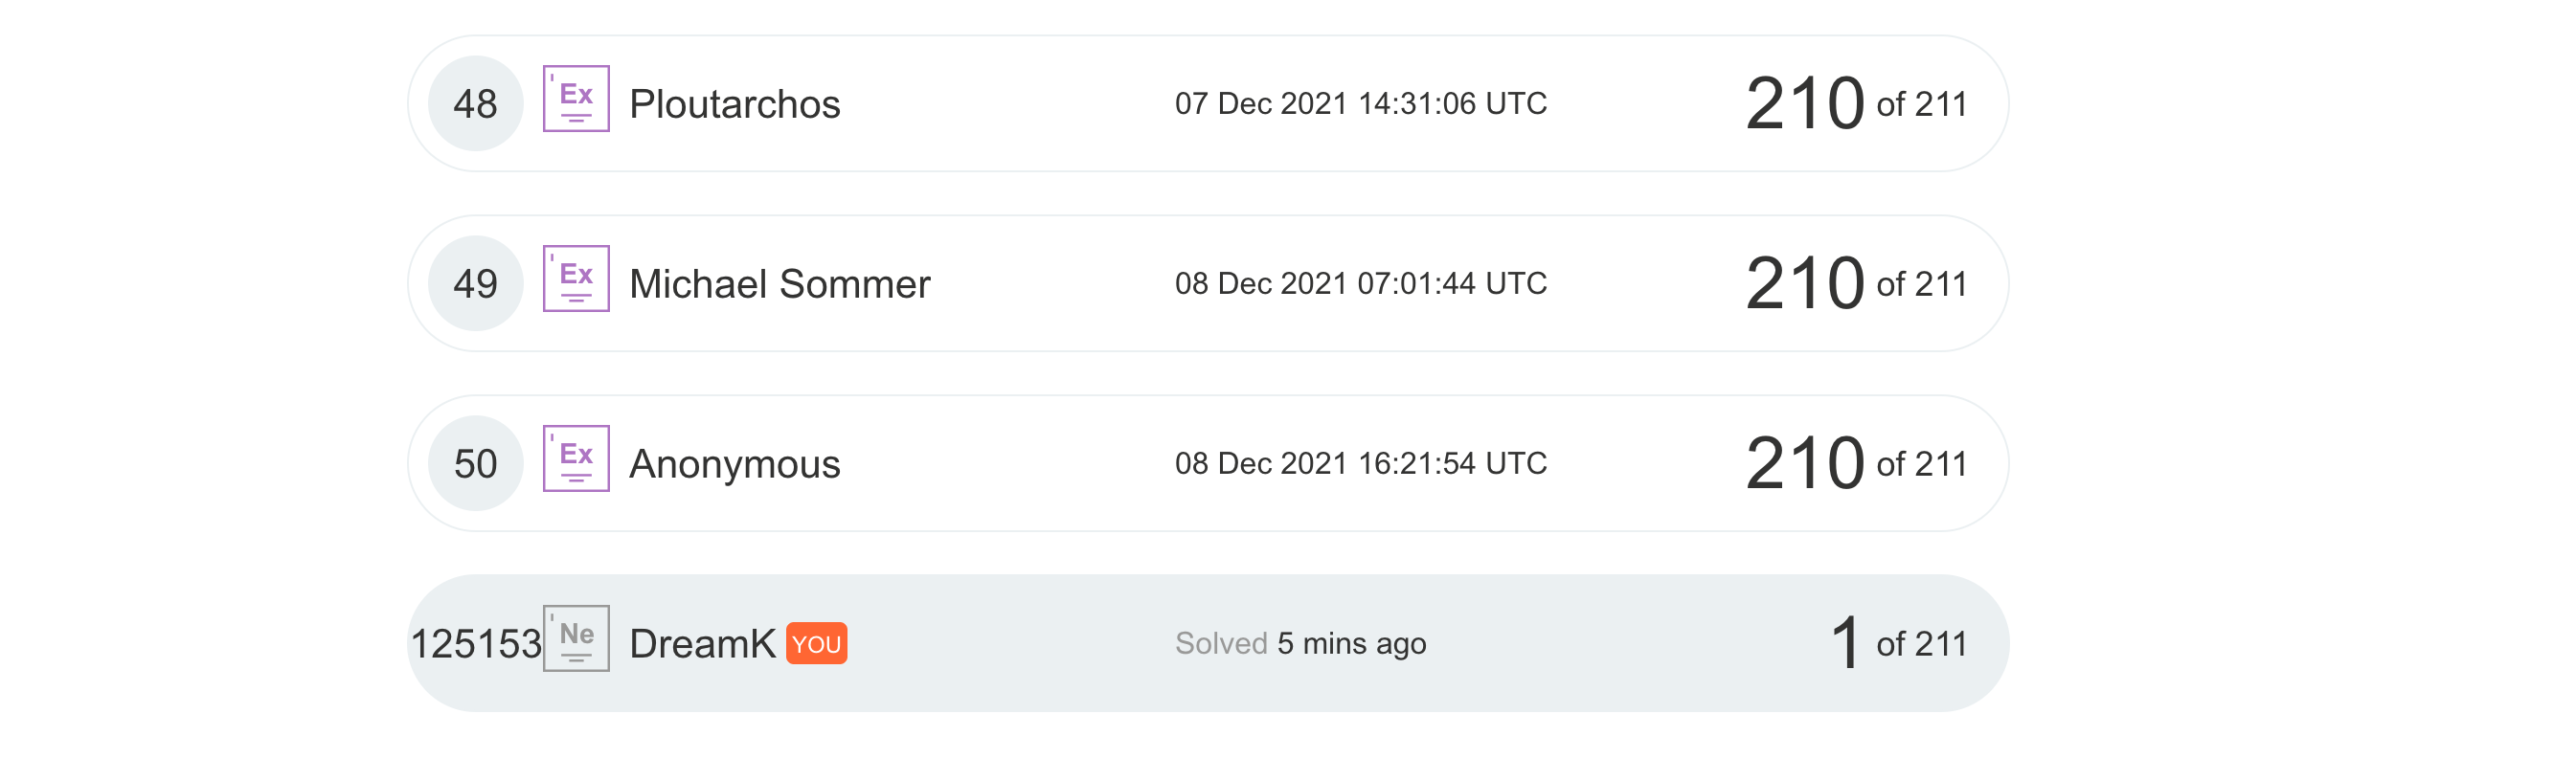 48 Ex Ploutarchos 07 Dec 2021 14:31:06 UTC 210 of 211
49 Ex Michael Sommer 08 Dec 2021 07:01:44 UTC 210 of 211
50 Ex Anonymous 08 Dec 2021 16:21:54 UTC 210 of 211
125153 Ne DreamK YOU Solved 5 mins ago 1 of 211